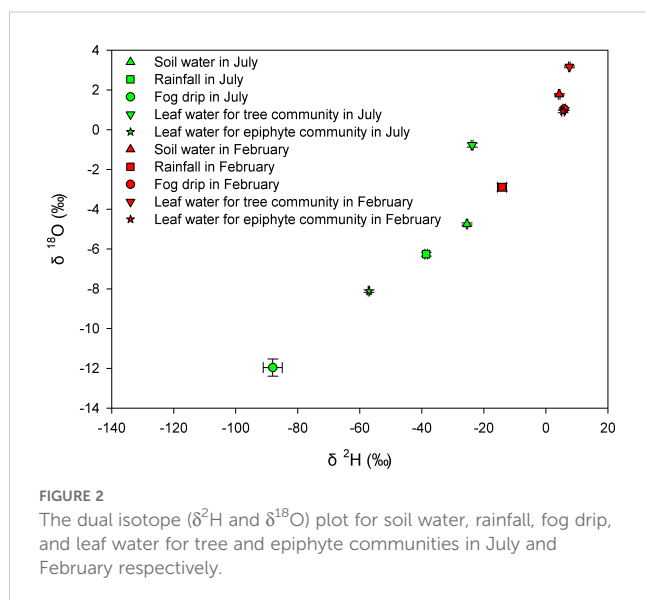 4
2
0
-2
-4
-6
-8
-10
-12
-14
δ 18O (‰)
Soil water in July
Rainfall in July
Fog drip in July
Leaf water for tree community in July
Leaf water for epiphyte community in July
Soil water in February
Rainfall in February
Fog drip in February
Leaf water for tree community in February
Leaf water for epiphyte community in February
-140 -120 -100 -80 -60 -40 -20 0 20
δ 2H (‰)
FIGURE 2
The dual isotope (δ2H and δ18O) plot for soil water, rainfall, fog drip,
and leaf water for tree and epiphyte communities in July and
February respectively.